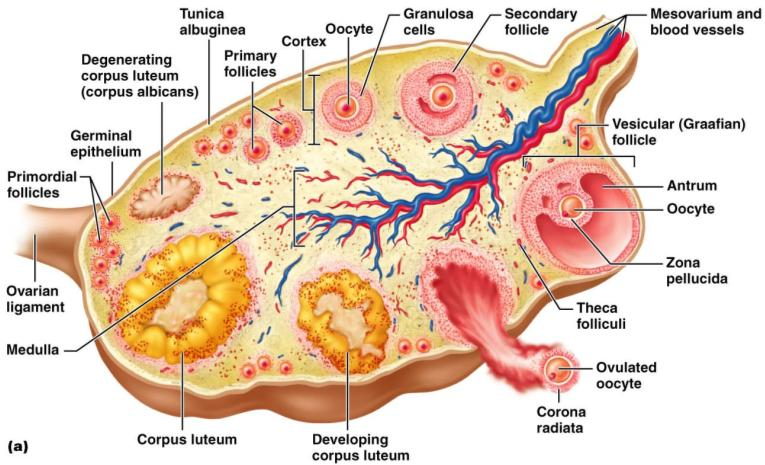 Tunica
albuginea
Degenerating
corpus luteum
(corpus albicans)
Germinal
epithelium
Primordial
follicles
Ovarian
ligament
Medulla
(a)
Primary
follicles
Cortex
Oocyte
Granulosa
cells
Secondary
follicle
Mesovarium and
blood vessels
Vesicular (Graafian)
follicle
Antrum
Oocyte
Zona
pellucida
Theca
folliculi
Ovulated
oocyte
Corona
radiata
Corpus luteum
Developing
corpus luteum